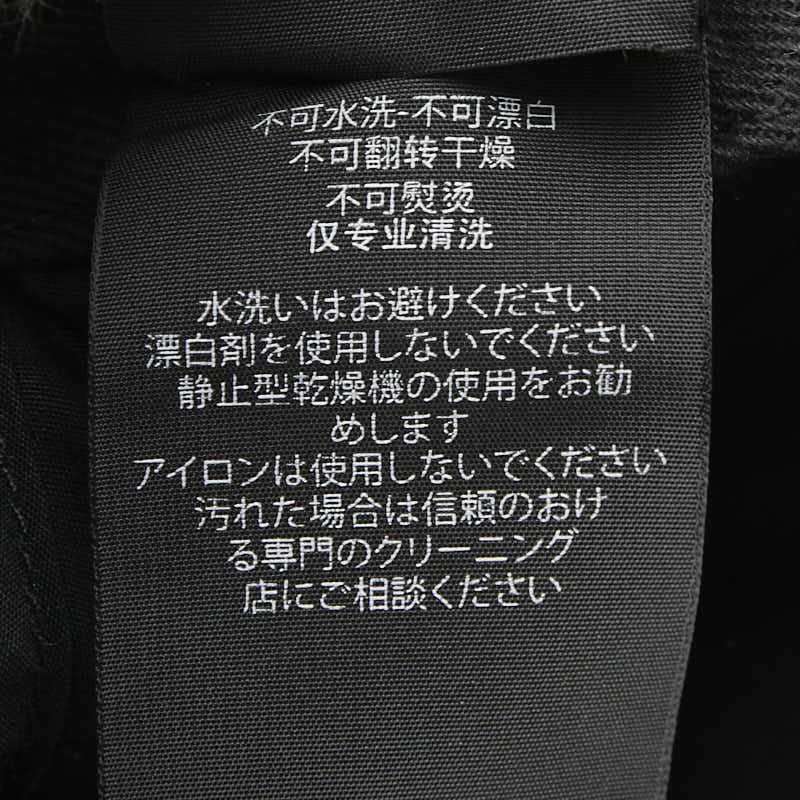 不可水洗-不可漂白
不可翻转干燥
不可熨烫
仅专业清洗
水洗いはお避けください
漂白剤を使用しないでください
静止型乾燥機の使用をお勧
めします
アイロンは使用しないでください
汚れた場合は信頼のおけ
る専門のクリーニング
店にご相談ください